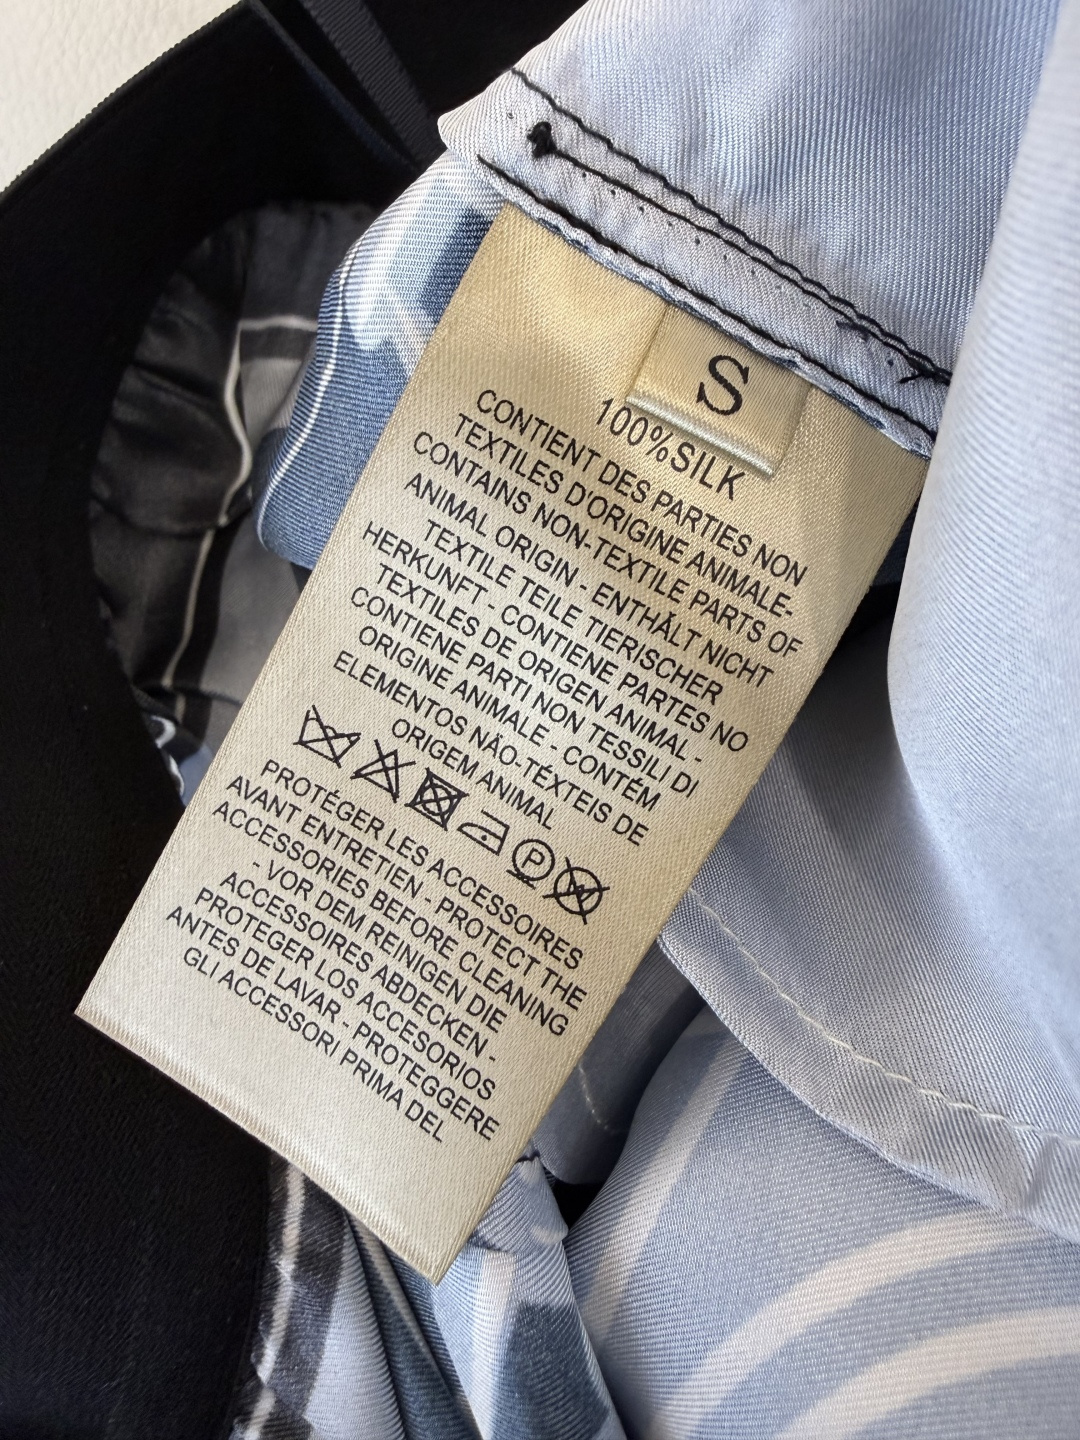 S
100%SILK
CONTIENT DES PARTIES NON
TEXTILES D'ORIGINE ANIMALE-
CONTAINS NON-TEXTILE PARTS OF
ANIMAL ORIGIN - ENTHÄLT NICHT
TEXTILE TEILE TIERISCHER
HERKUNFT - CONTIENE PARTES NO
TEXTILES DE ORIGEN ANIMAL -
CONTIENE PARTI NON TESSILI DI
ORIGINE ANIMALE - CONTÉM
ELEMENTOS NÃO-TÉXTEIS DE
ORIGEM ANIMAL
P
W
PROTÉGER LES ACCESSOIRES
AVANT ENTRETIEN - PROTECT THE
ACCESSORIES BEFORE CLEANING
- VOR DEM REINIGEN DIE
ACCESSOIRES ABDECKEN -
PROTEGER LOS ACCESORIOS
ANTES DE LAVAR - PROTEGGERE
GLI ACCESSORI PRIMA DEL